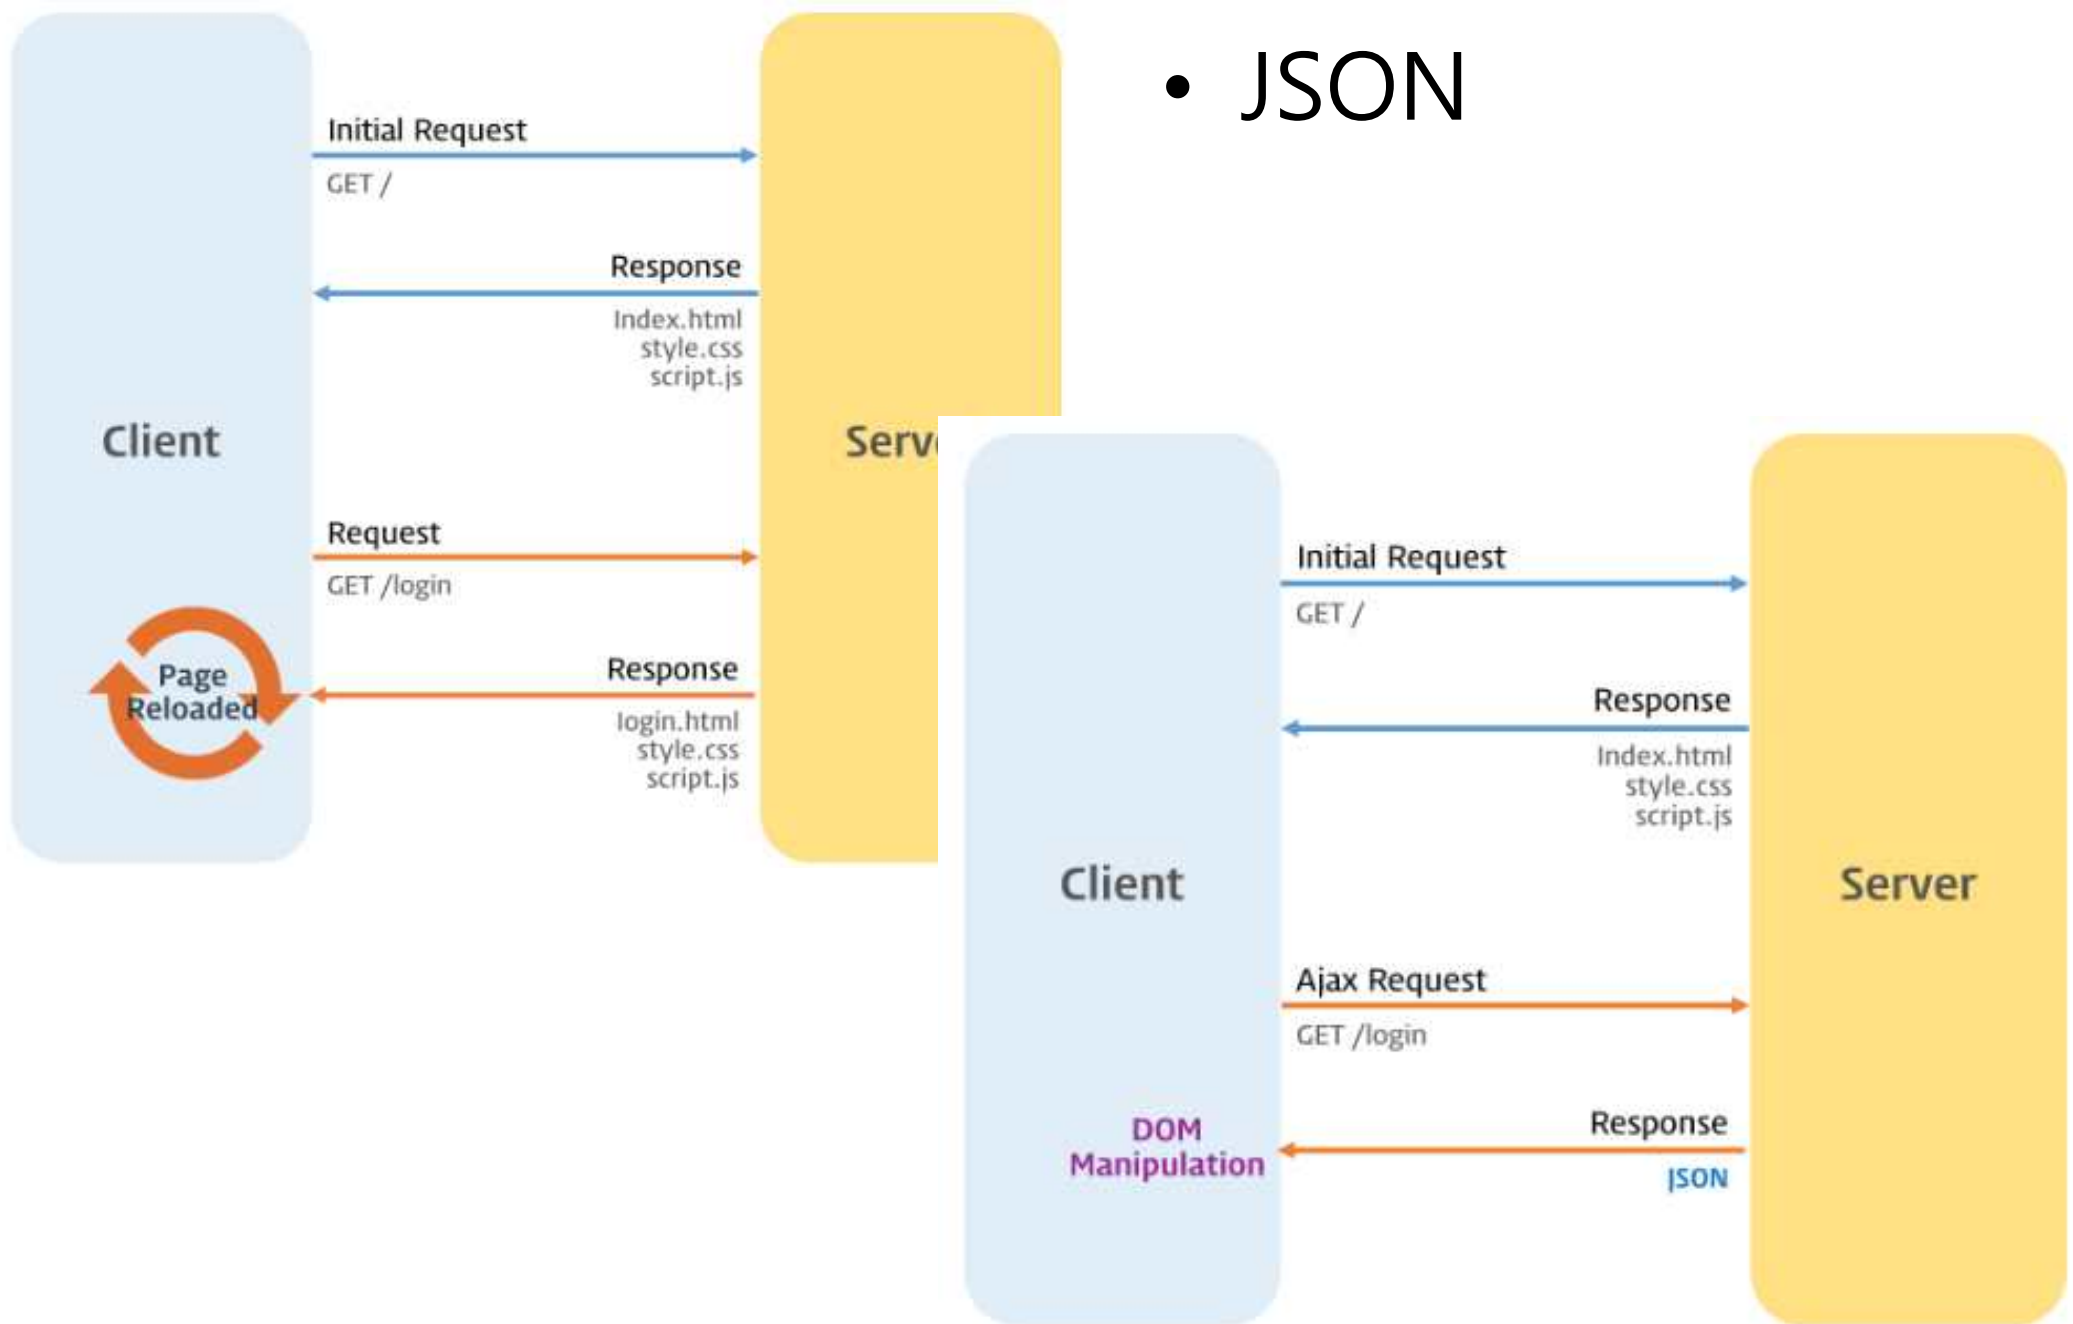 • JSON
Initial Request
GET /
Response
Index.html
style.css
script.js
Client
Request
GET /login
Page
Reloaded
Response
login.html
style.css
script.js
Initial Request
GET /
Response
Index.html
style.css
script.js
Client
Server
Ajax Request
GET /login
DOM
Manipulation
Response
JSON